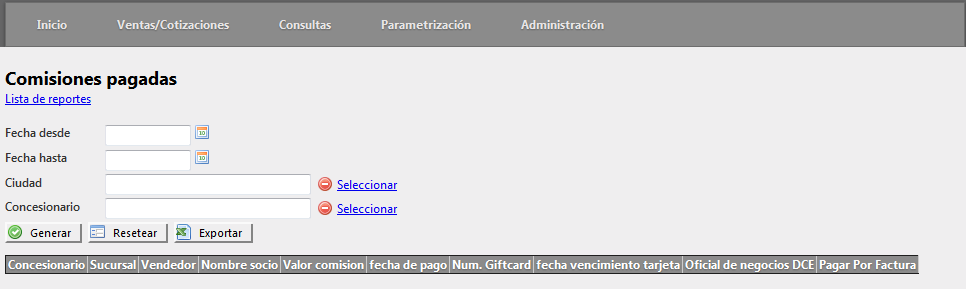 Inicio Ventas/Cotizaciones Consultas Parametrización Administración
Comisiones pagadas
Lista de reportes
Fecha desde
Fecha hasta
Ciudad Seleccionar
Concesionario Seleccionar
Generar Resetear Exportar
Concesionario Sucursal Vendedor Nombre socio Valor comision fecha de pago Num. Giftcard fecha vencimiento tarjeta Oficial de negocios DCE Pagar Por Factura